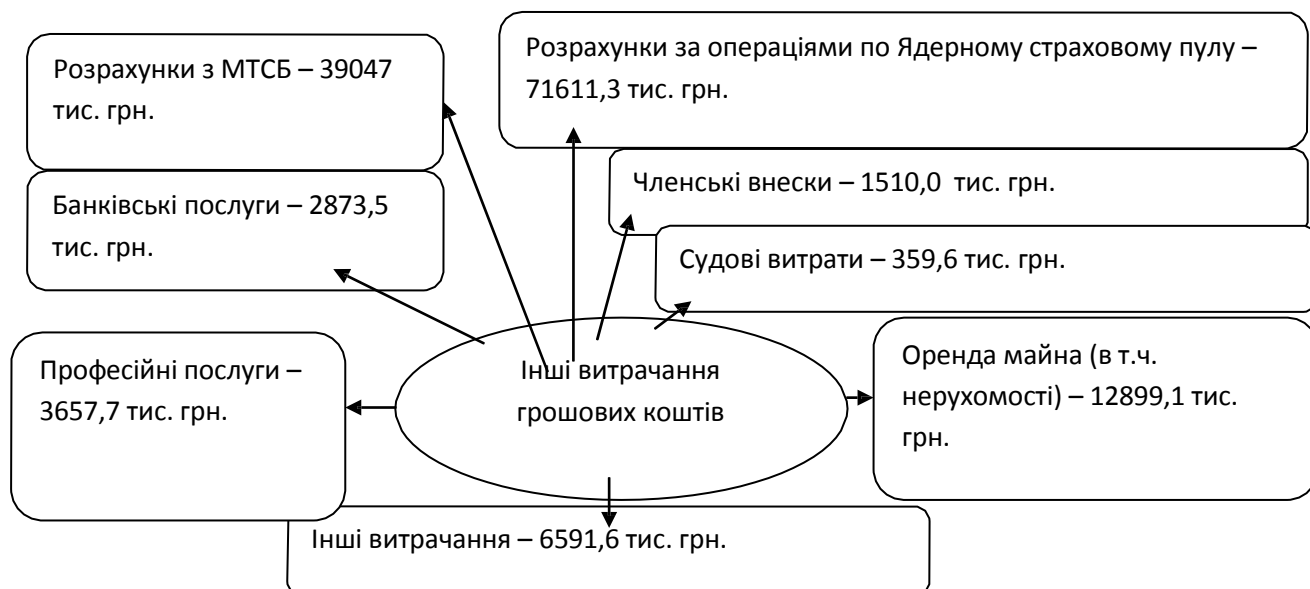 Розрахунки з МТСБ – 39047
тис. грн.
Розрахунки за операціями по Ядерному страховому пулу –
71611,3 тис. грн.
Банківські послуги – 2873,5
тис. грн.
Членські внески – 1510,0 тис. грн.
Судові витрати – 359,6 тис. грн.
Професійні послуги –
3657,7 тис. грн.
Інші витрачання
грошових коштів
Оренда майна (в т.ч.
нерухомості) – 12899,1 тис.
грн.
Інші витрачання – 6591,6 тис. грн.